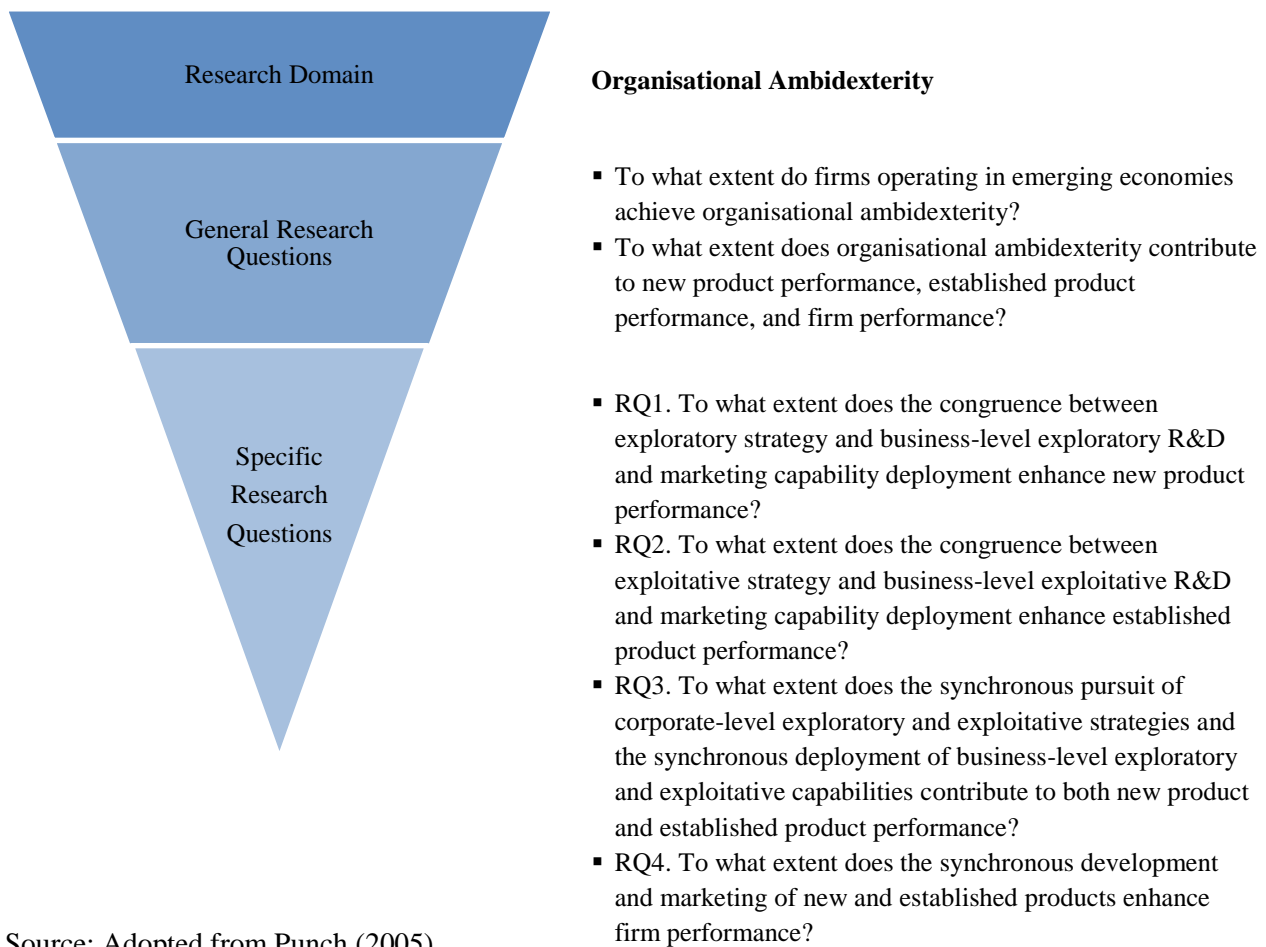 Research Domain
Organisational Ambidexterity
General Research
Questions
▪ To what extent do firms operating in emerging economies
achieve organisational ambidexterity?
▪ To what extent does organisational ambidexterity contribute
to new product performance, established product
performance, and firm performance?
Specific
Research
Questions
▪ RQ1. To what extent does the congruence between
exploratory strategy and business-level exploratory R&D
and marketing capability deployment enhance new product
performance?
▪ RQ2. To what extent does the congruence between
exploitative strategy and business-level exploitative R&D
and marketing capability deployment enhance established
product performance?
▪ RQ3. To what extent does the synchronous pursuit of
corporate-level exploratory and exploitative strategies and
the synchronous deployment of business-level exploratory
and exploitative capabilities contribute to both new product
and established product performance?
▪ RQ4. To what extent does the synchronous development
and marketing of new and established products enhance
firm performance?
Source: Adopted from Punch (2005)